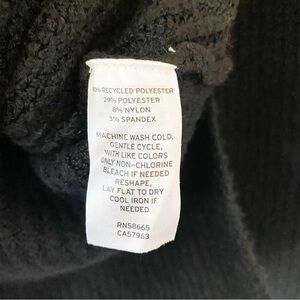 RECYCLED POLYESTER
29% POLYESTER
8% NYLON
3% SPANDEX
MACHINE WASH COLD,
GENTLE CYCLE,
WITH LIKE COLORS
ONLY NON-CHLORINE
BLEACH IF NEEDED
RESHAPE,
LAY FLAT TO DRY
COOL IRON IF
NEEDED
RN58665
CA57963